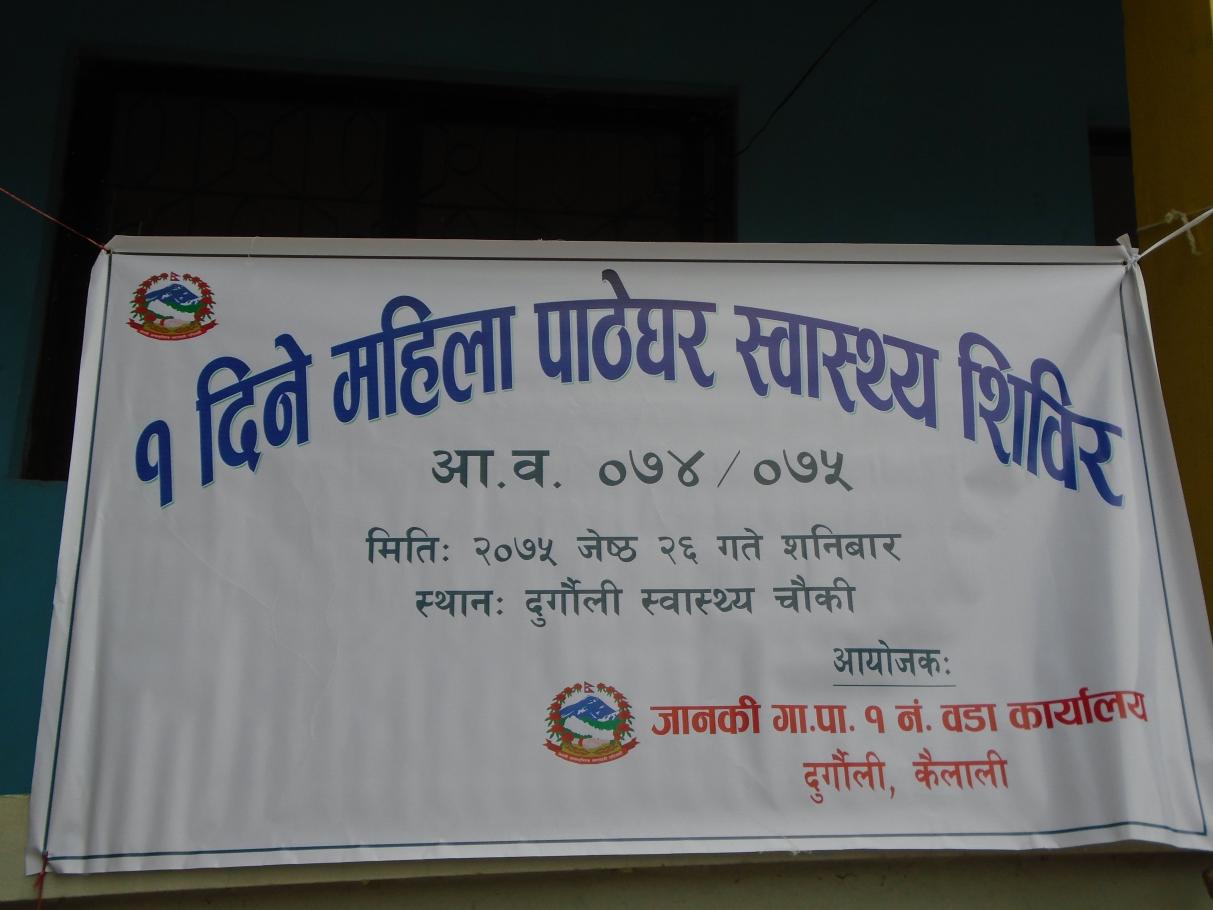 १ दिने महिला पाठेघर स्वास्थ्य शिविर
आ.व. ०७४/०७५
मितिः २०७५ जेष्ठ २६ गते शनिबार
स्थानः दुर्गौली स्वास्थ्य चौकी
आयोजकः
जानकी गा.पा. १ नं. वडा कार्यालय
दुर्गौली, कैलाली